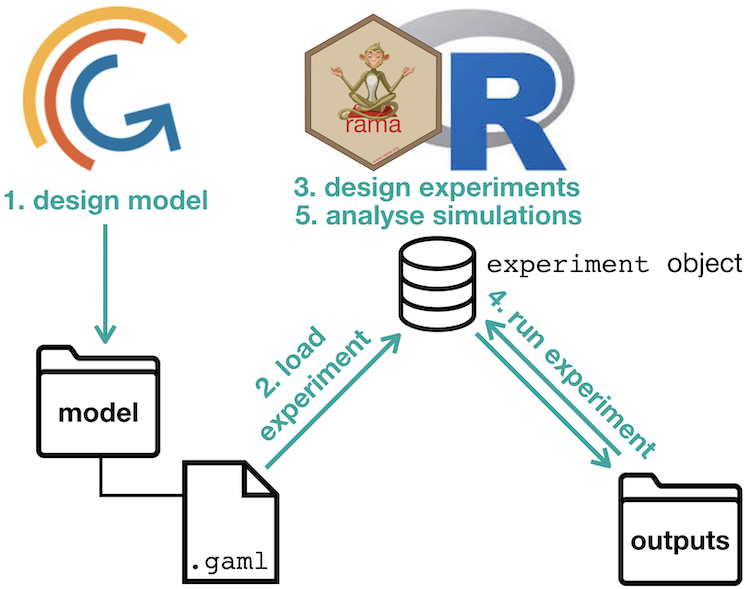 rama
R
1. design model
3. design experiments
5. analyse simulations
experiment object
2. load
experiment
4. run experiment
model
.gaml
outputs